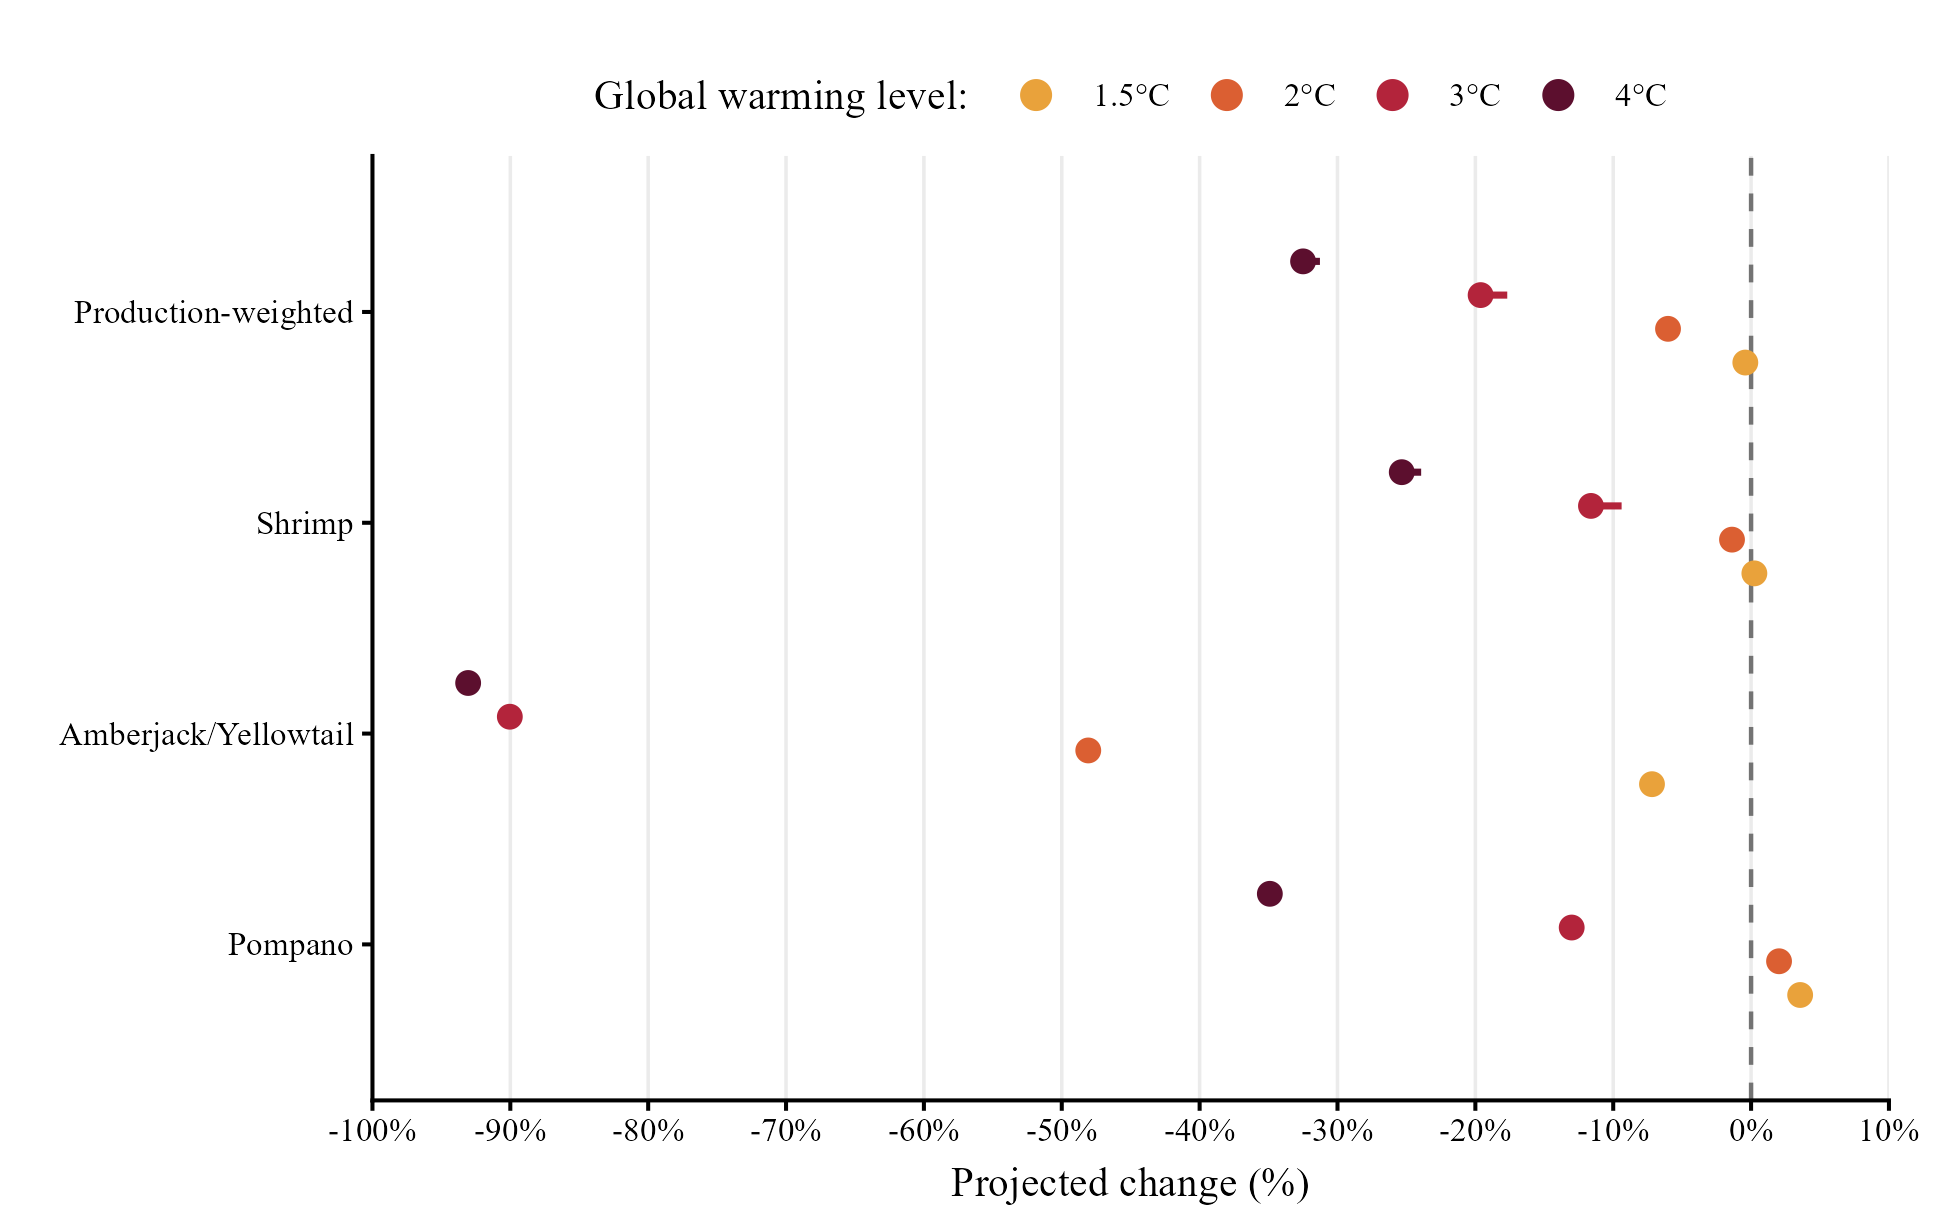 Global warming level: 1.5°C 2°C 3°C 4°C
Production-weighted
Shrimp
Amberjack/Yellowtail
Pompano
-100% -90% -80% -70% -60% -50% -40% -30% -20% -10% 0% 10%
Projected change (%)